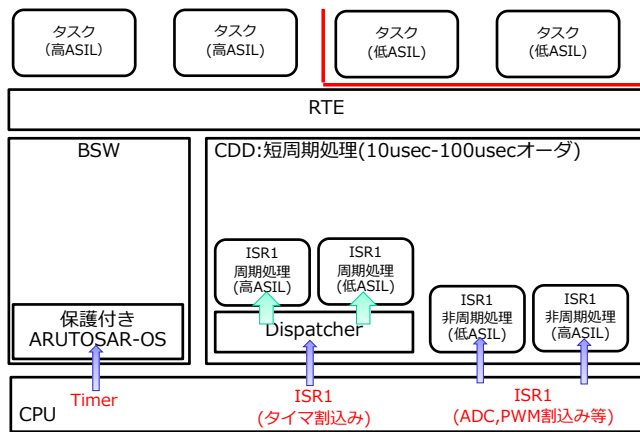 タスク
(高ASIL)
タスク
(高ASIL)
タスク
(低ASIL)
タスク
(低ASIL)
RTE
BSW
CDD:短周期処理(10usec-100usecオーダ)
ISR1
周期処理
(高ASIL)
ISR1
周期処理
(低ASIL)
ISR1
非周期処理
(低ASIL)
ISR1
非周期処理
(高ASIL)
保護付き
ARUTOSAR-OS
Dispatcher
Timer
ISR1
(タイマ割込み)
ISR1
(ADC,PWM割込み等)
CPU